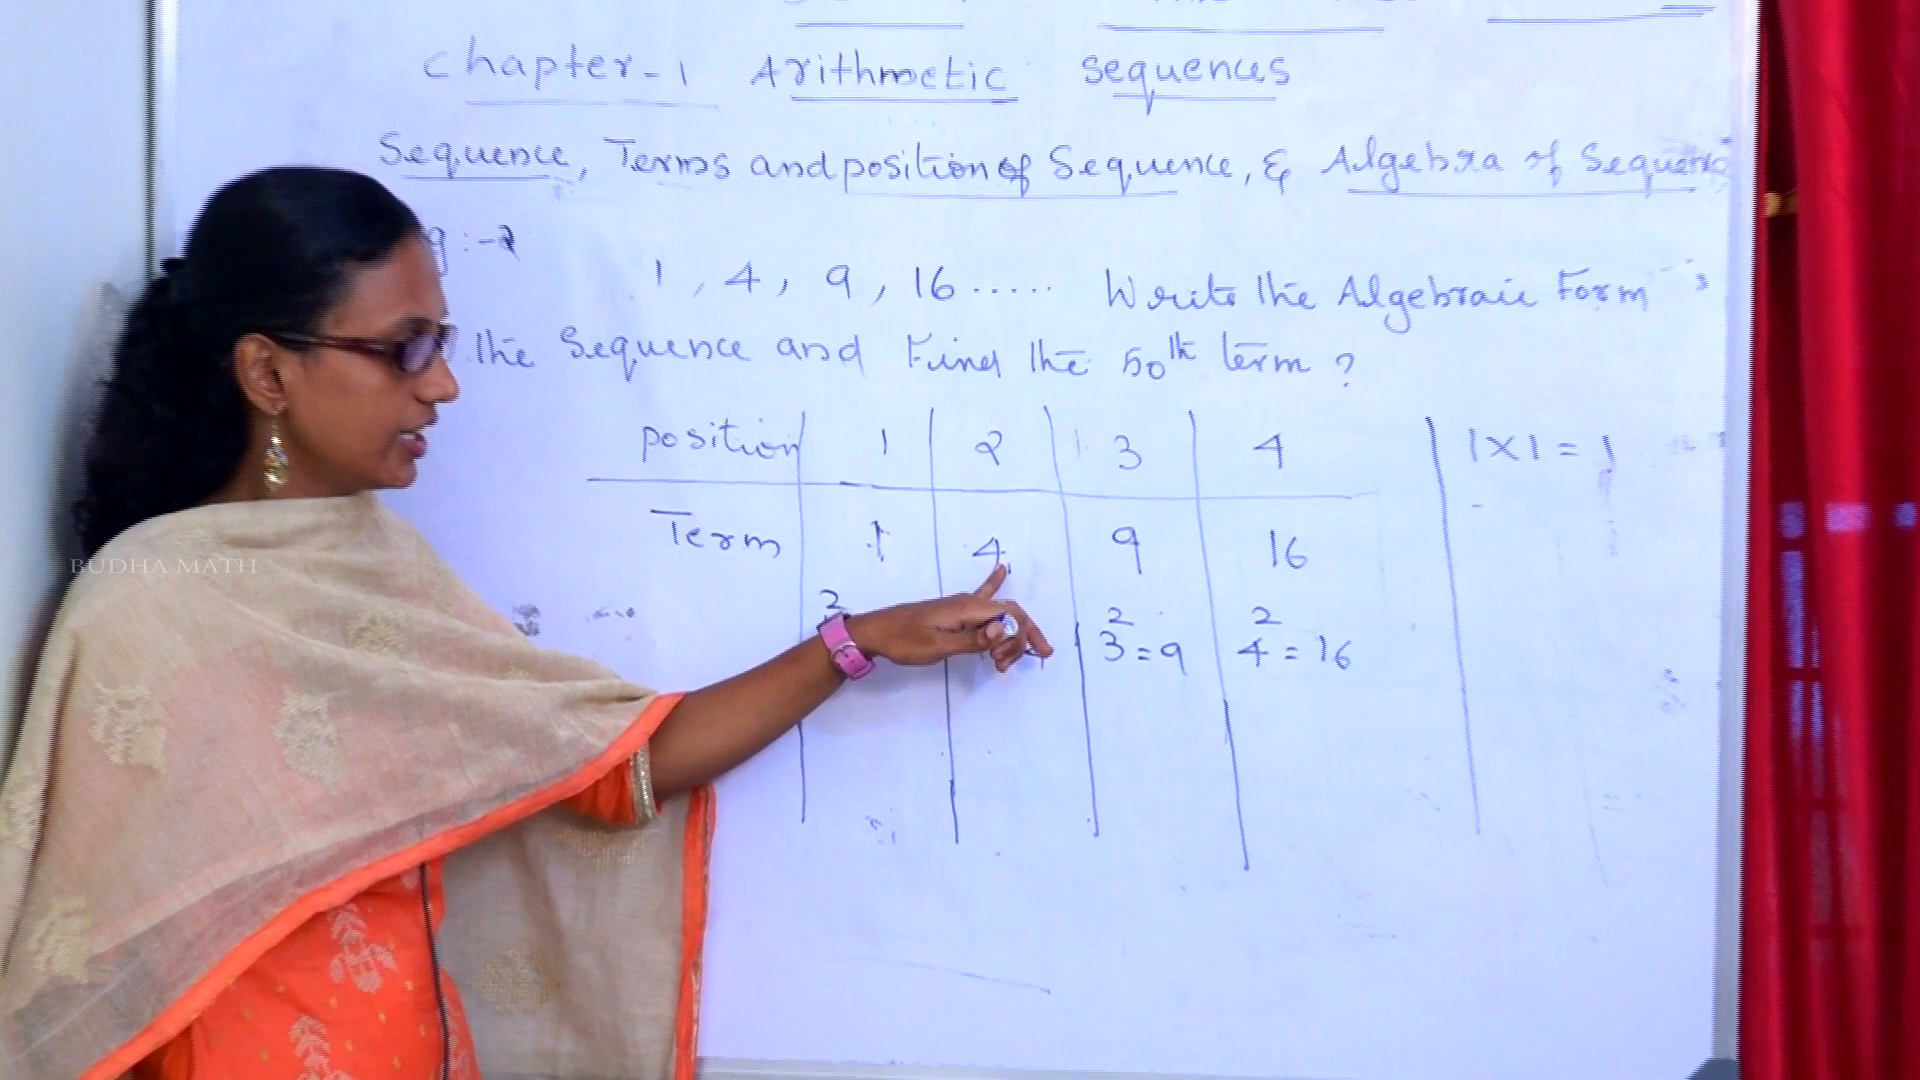 Chapter-1 Arithmetic Sequences
Sequence, Terms and position of Sequence, & Algebra of Sequence
g :-2
1, 4, 9, 16..... Write the Algebraic Form
the Sequence and Find the 50th term ?
position 1 2 3 4 1×1=1
Term 1 4 9 16
2 3²=9 4²=16
BUDHA MATH